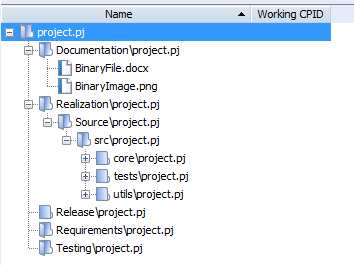 Name Working CPID
project.pj
Documentation\project.pj
BinaryFile.docx
BinaryImage.png
Realization\project.pj
Source\project.pj
src\project.pj
core\project.pj
tests\project.pj
utils\project.pj
Release\project.pj
Requirements\project.pj
Testing\project.pj